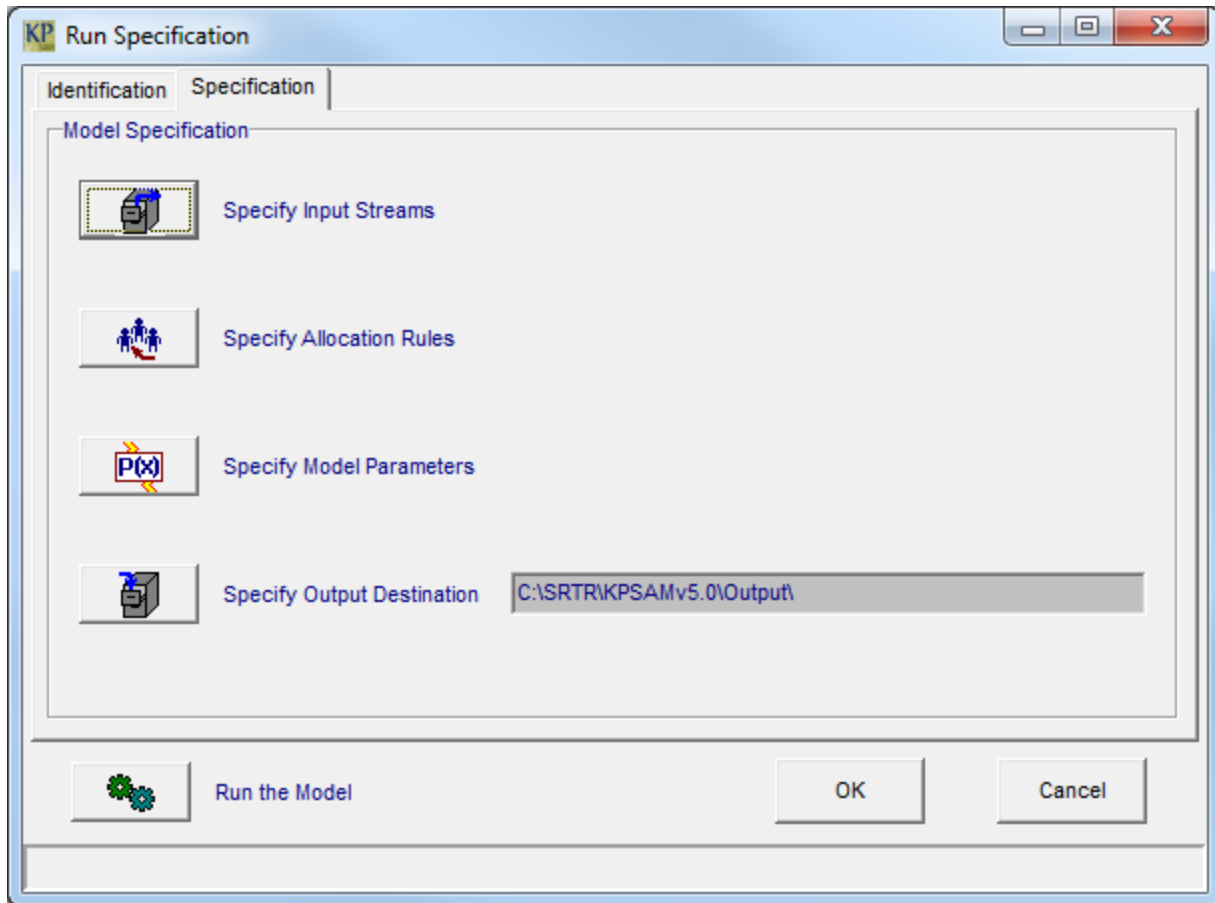 KP Run Specification
Identification Specification
Model Specification
Specify Input Streams
Specify Allocation Rules
P(x) Specify Model Parameters
Specify Output Destination C:\SRTR\KPSAMv5.0\Output\
Run the Model OK Cancel